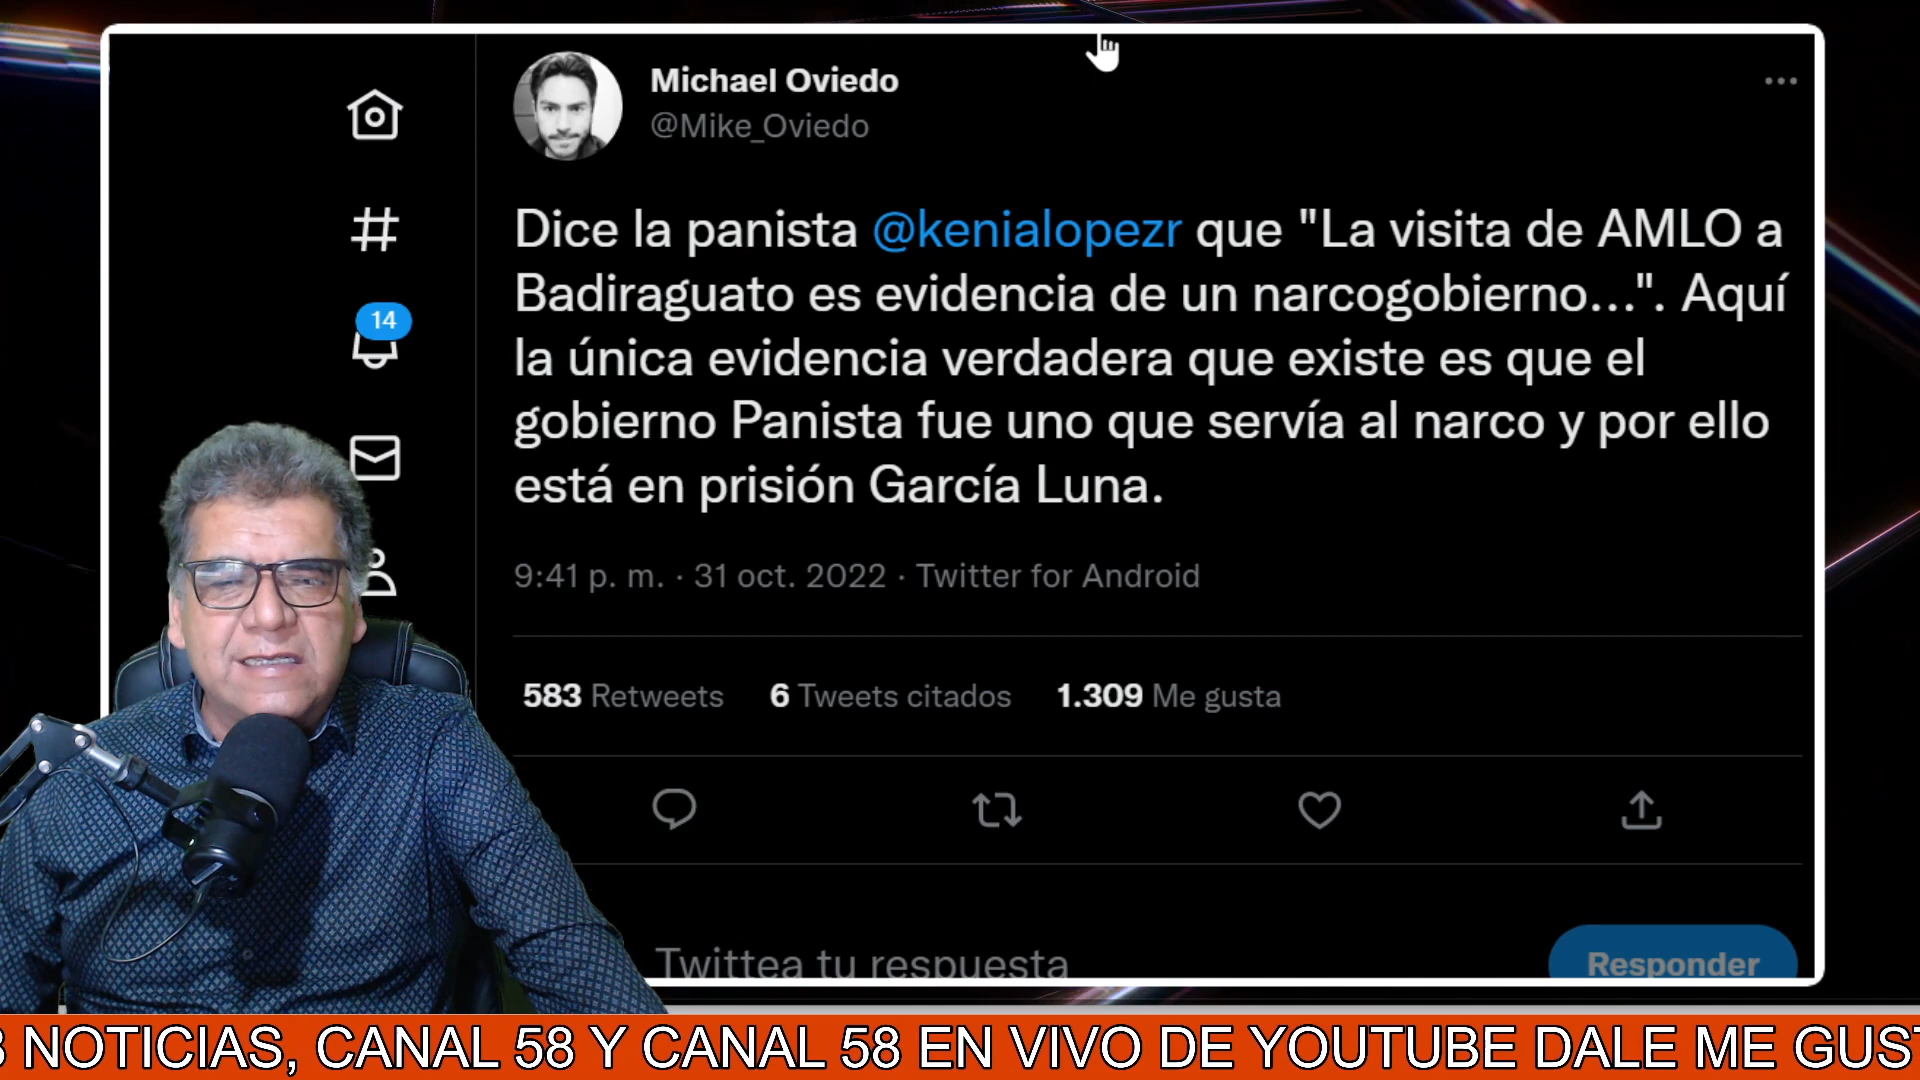 Michael Oviedo
@Mike_Oviedo
Dice la panista @kenialopezr que "La visita de AMLO a
Badiraguato es evidencia de un narcogobierno...". Aquí
la única evidencia verdadera que existe es que el
gobierno Panista fue uno que servía al narco y por ello
está en prisión García Luna.
9:41 p. m. · 31 oct. 2022 · Twitter for Android
583 Retweets 6 Tweets citados 1.309 Me gusta
14
Twittea tu respuesta
Responder
NOTICIAS, CANAL 58 Y CANAL 58 EN VIVO DE YOUTUBE DALE ME GUS